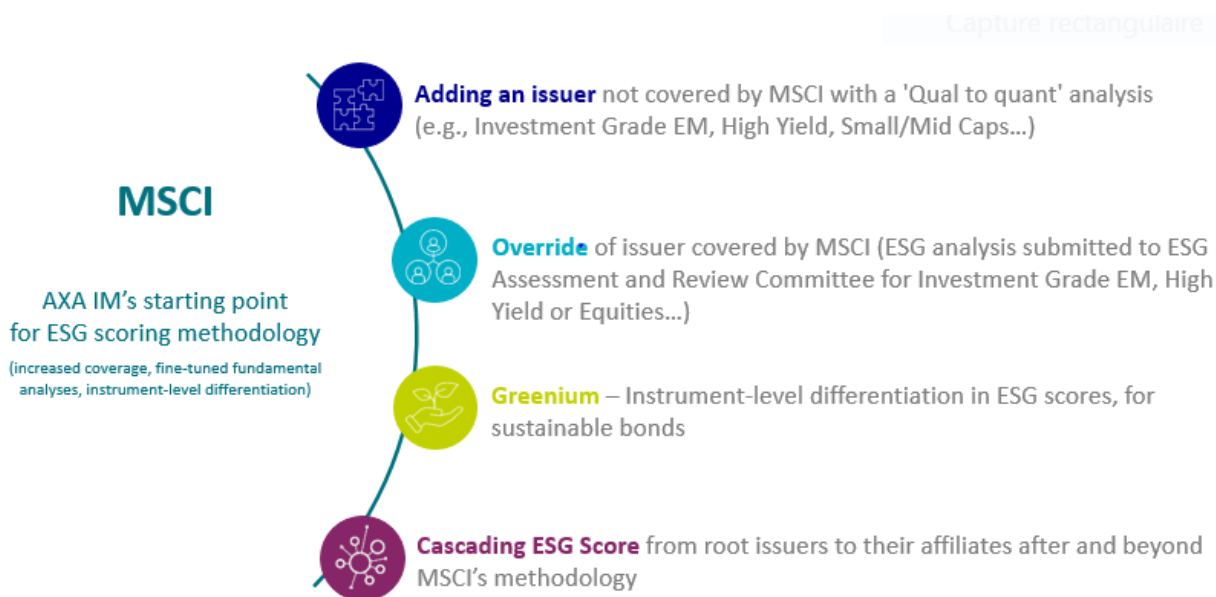 Capture rectangulaire
Adding an issuer not covered by MSCI with a 'Qual to quant' analysis
(e.g., Investment Grade EM, High Yield, Small/Mid Caps...)
MSCI
Override of issuer covered by MSCI (ESG analysis submitted to ESG
Assessment and Review Committee for Investment Grade EM, High
Yield or Equities...)
AXA IM’s starting point
for ESG scoring methodology
(increased coverage, fine-tuned fundamental
analyses, instrument-level differentiation)
Greenium – Instrument-level differentiation in ESG scores, for
sustainable bonds
Cascading ESG Score from root issuers to their affiliates after and beyond
MSCI’s methodology